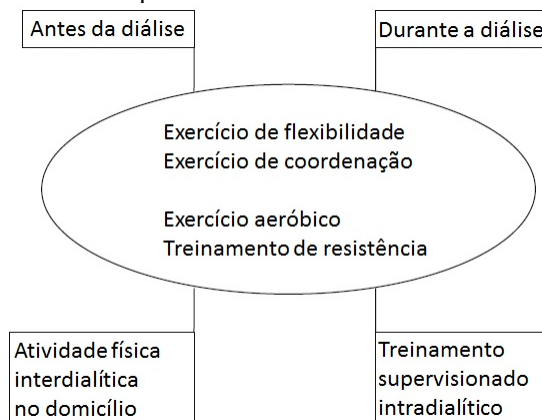 Antes da diálise
Durante a diálise
Exercício de flexibilidade
Exercício de coordenação
Exercício aeróbico
Treinamento de resistência
Atividade física
interdialítica
no domicílio
Treinamento
supervisionado
intradialítico